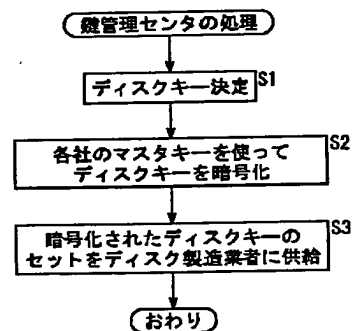 鍵管理センタの処理
ディスクキー決定
S1
各社のマスタキーを使って
ディスクキーを暗号化
S2
暗号化されたディスクキーの
セットをディスク製造業者に供給
S3
おわり